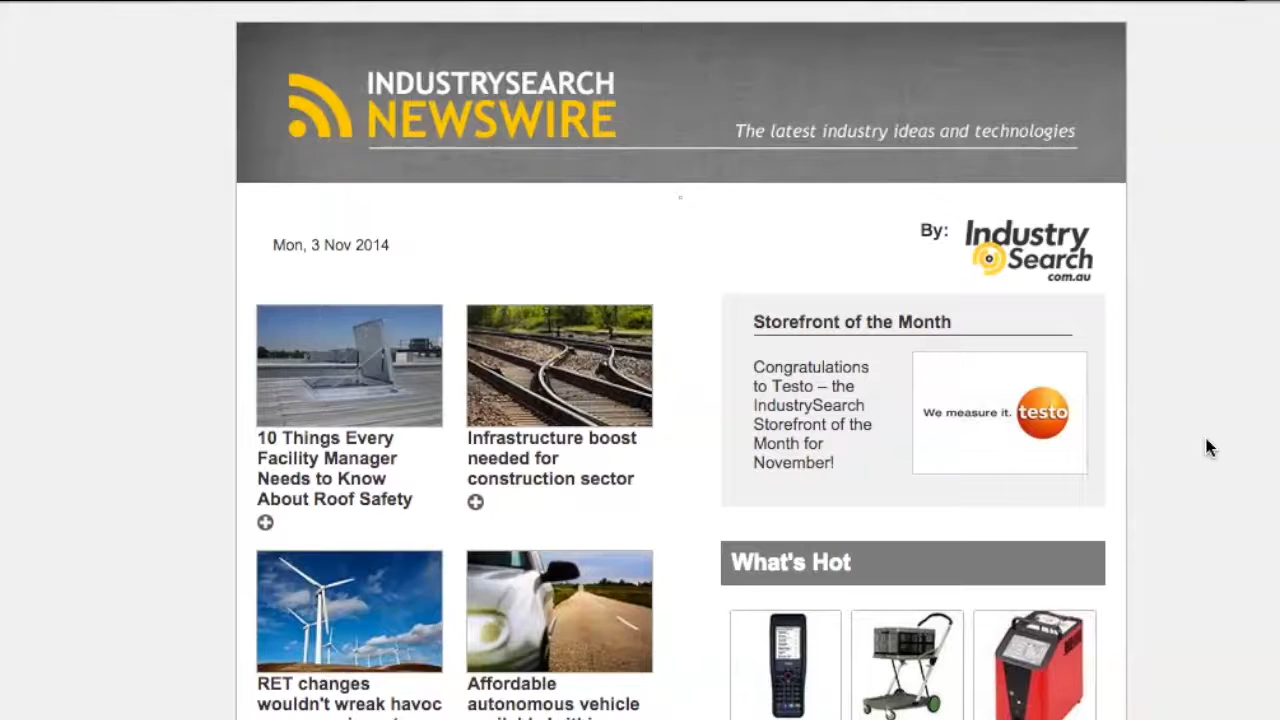 INDUSTRYSEARCH
NEWSWIRE
The latest industry ideas and technologies
Mon, 3 Nov 2014
By:
Industry
Search
com.au
10 Things Every
Facility Manager
Needs to Know
About Roof Safety
Infrastructure boost
needed for
construction sector
Storefront of the Month
Congratulations
to Testo – the
IndustrySearch
Storefront of the
Month for
November!
We measure it. testo
What's Hot
RET changes
wouldn't wreak havoc
Affordable
autonomous vehicle